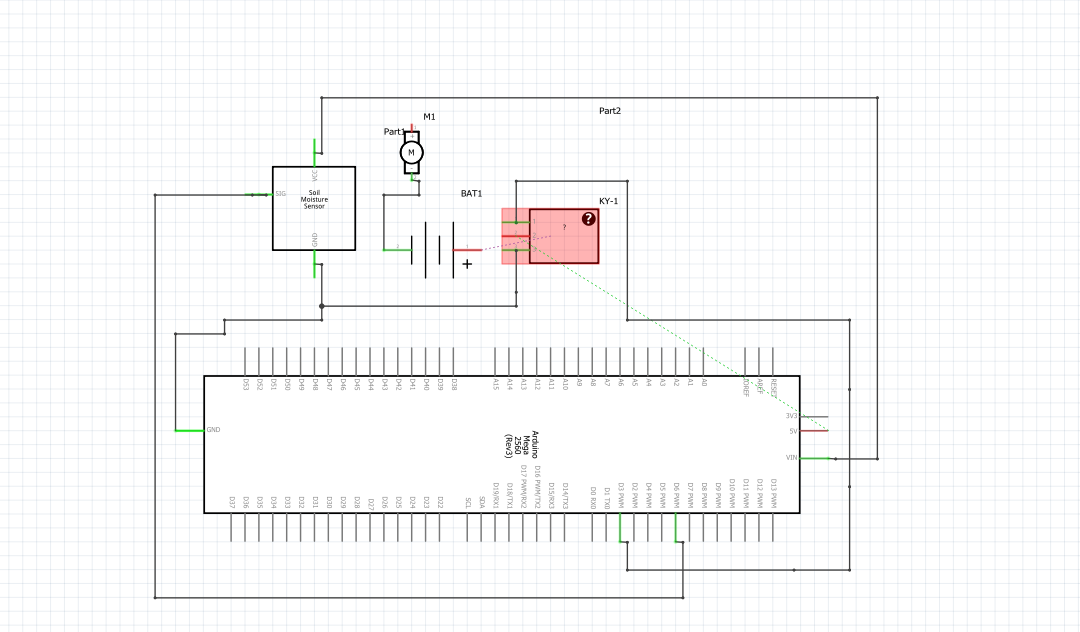 Part2
M1
Part1
M
VCC
SIG
Soil
Moisture
Sensor
GND
BAT1
KY-1
?
?
1
+
D53
D52
D51
D50
D49
D48
D47
D46
D45
D44
D43
D42
D41
D40
D39
D38
A15
A14
A13
A12
A11
A10
A9
A8
A7
A6
A5
A4
A3
A2
A1
A0
IOREF
AREF
RESET
3V3
5V
VIN
GND
Arduino
Mega
2560
(Rev3)
D37
D36
D35
D34
D33
D32
D31
D30
D29
D28
D27
D26
D25
D24
D23
D22
SCL
SDA
D19/RX1
D18/TX1
D17 PWM/RX2
D16 PWM/TX2
D15/RX3
D14/TX3
D0 RX0
D1 TX0
D3 PWM
D2 PWM
D4 PWM
D5 PWM
D6 PWM
D7 PWM
D8 PWM
D9 PWM
D10 PWM
D11 PWM
D12 PWM
D13 PWM